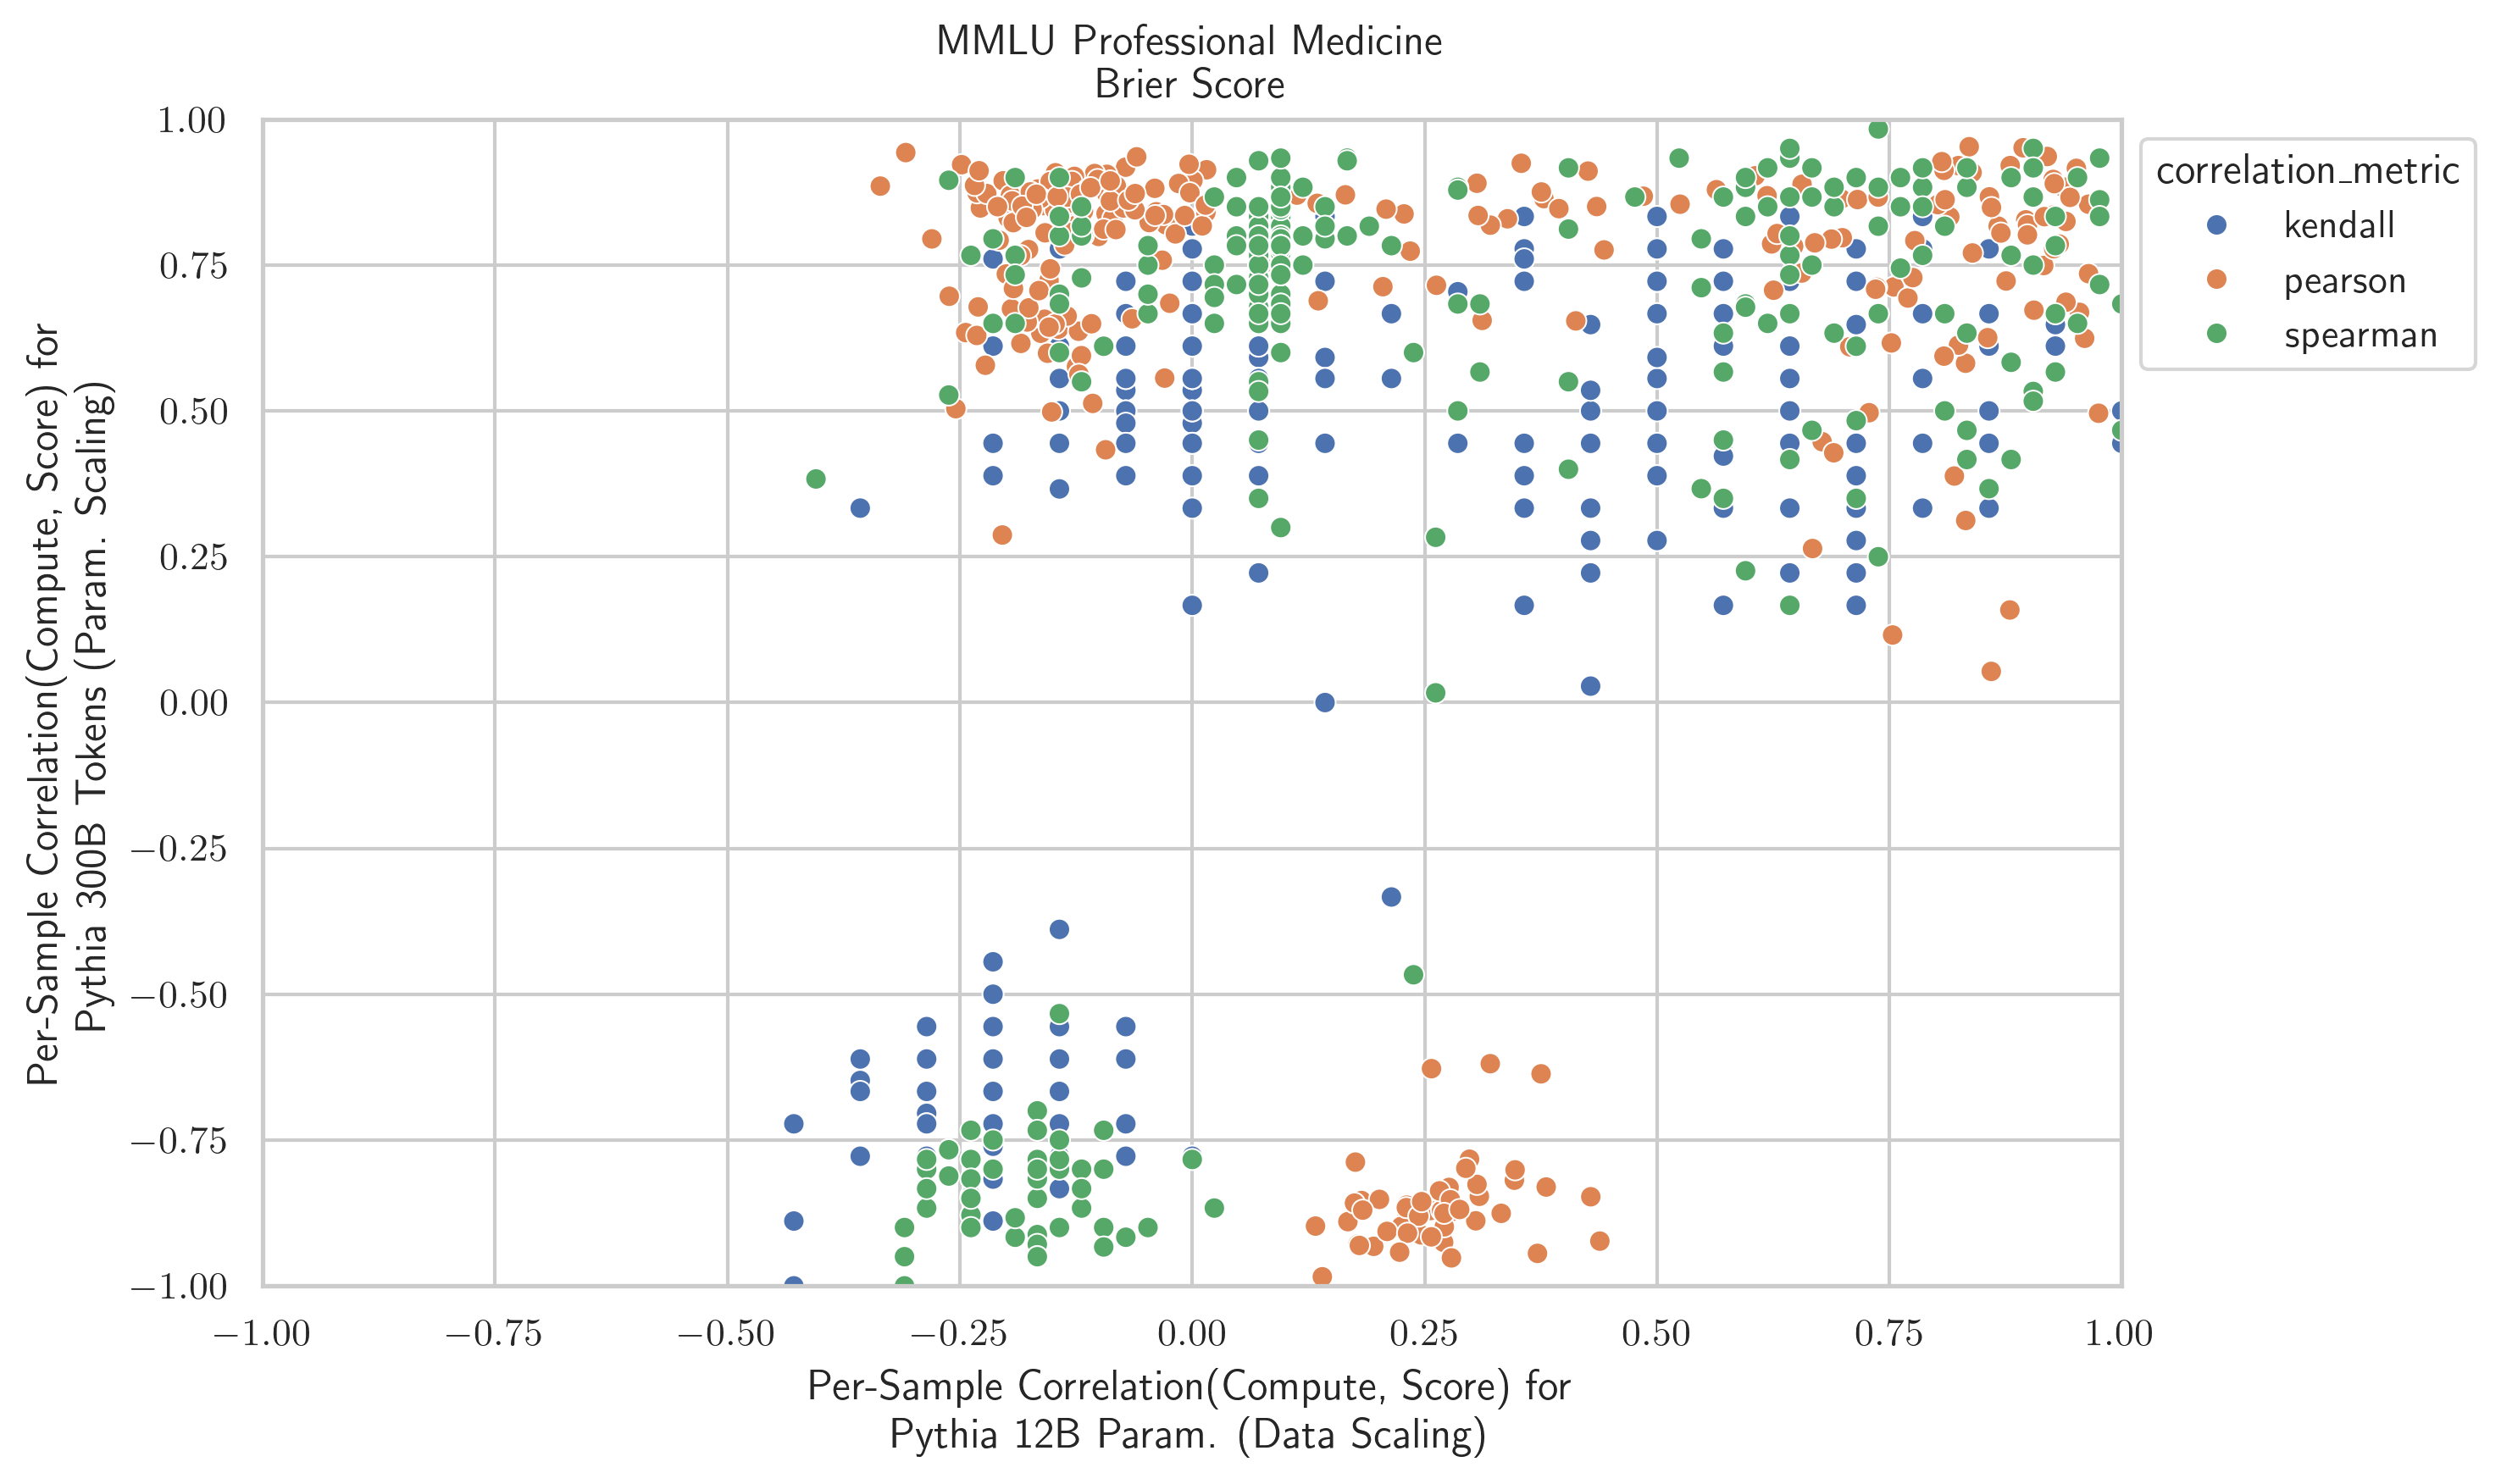 MMLU Professional Medicine
Brier Score
Per-Sample Correlation(Compute, Score) for
Pythia 300B Tokens (Param. Scaling)
1.00
0.75
0.50
0.25
0.00
−0.25
−0.50
−0.75
−1.00
−1.00 −0.75 −0.50 −0.25 0.00 0.25 0.50 0.75 1.00
Per-Sample Correlation(Compute, Score) for
Pythia 12B Param. (Data Scaling)
correlation_metric
kendall
pearson
spearman